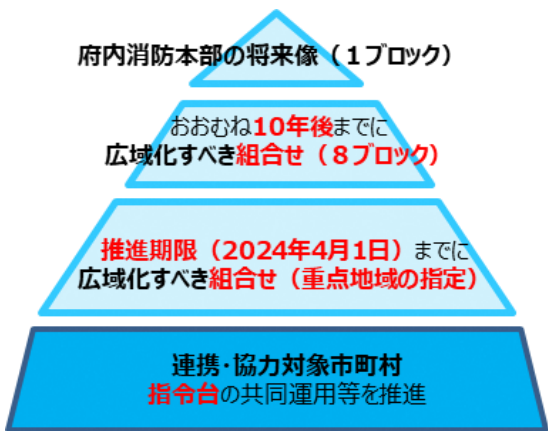 府内消防本部の将来像（１ブロック）
おおむね10年後までに
広域化すべき組合せ（８ブロック）
推進期限（2024年4月1日）までに
広域化すべき組合せ（重点地域の指定）
連携・協力対象市町村
指令台の共同運用等を推進